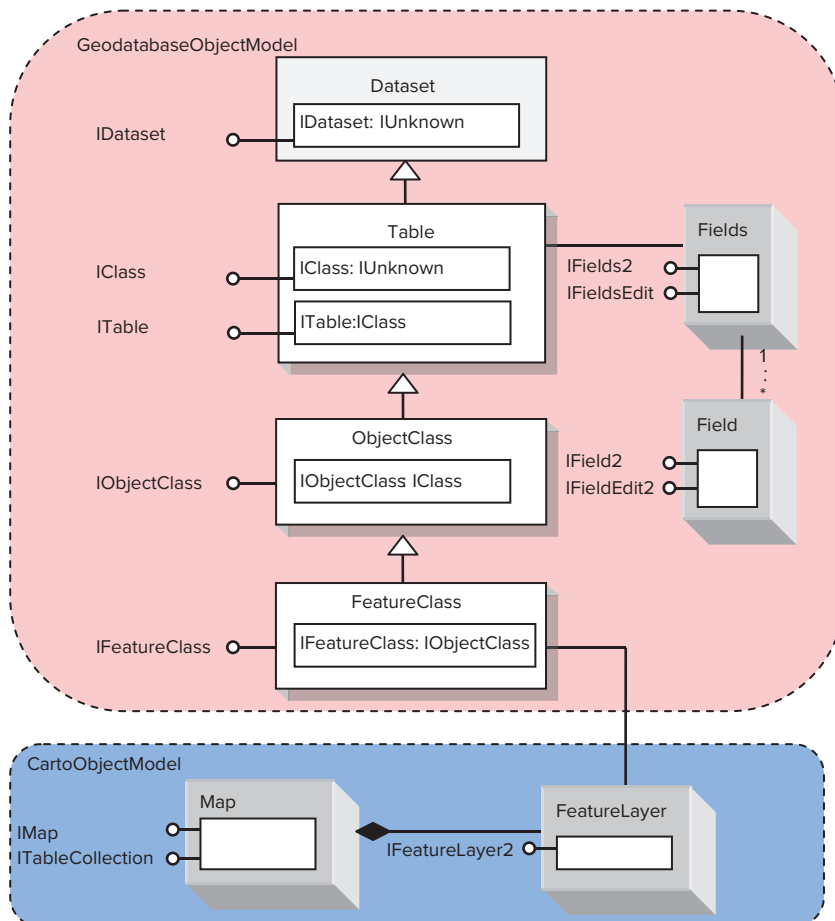 GeodatabaseObjectModel
Dataset
IDataset: IUnknown
IDataset
Table
IClass: IUnknown
IClass
ITable:IClass
ITable
Fields
IFields2
IFieldsEdit
1
:
.
*
ObjectClass
IObjectClass IClass
IObjectClass
Field
IField2
IFieldEdit2
FeatureClass
IFeatureClass: IObjectClass
IFeatureClass
CartoObjectModel
Map
IMap
ITableCollection
FeatureLayer
IFeatureLayer2